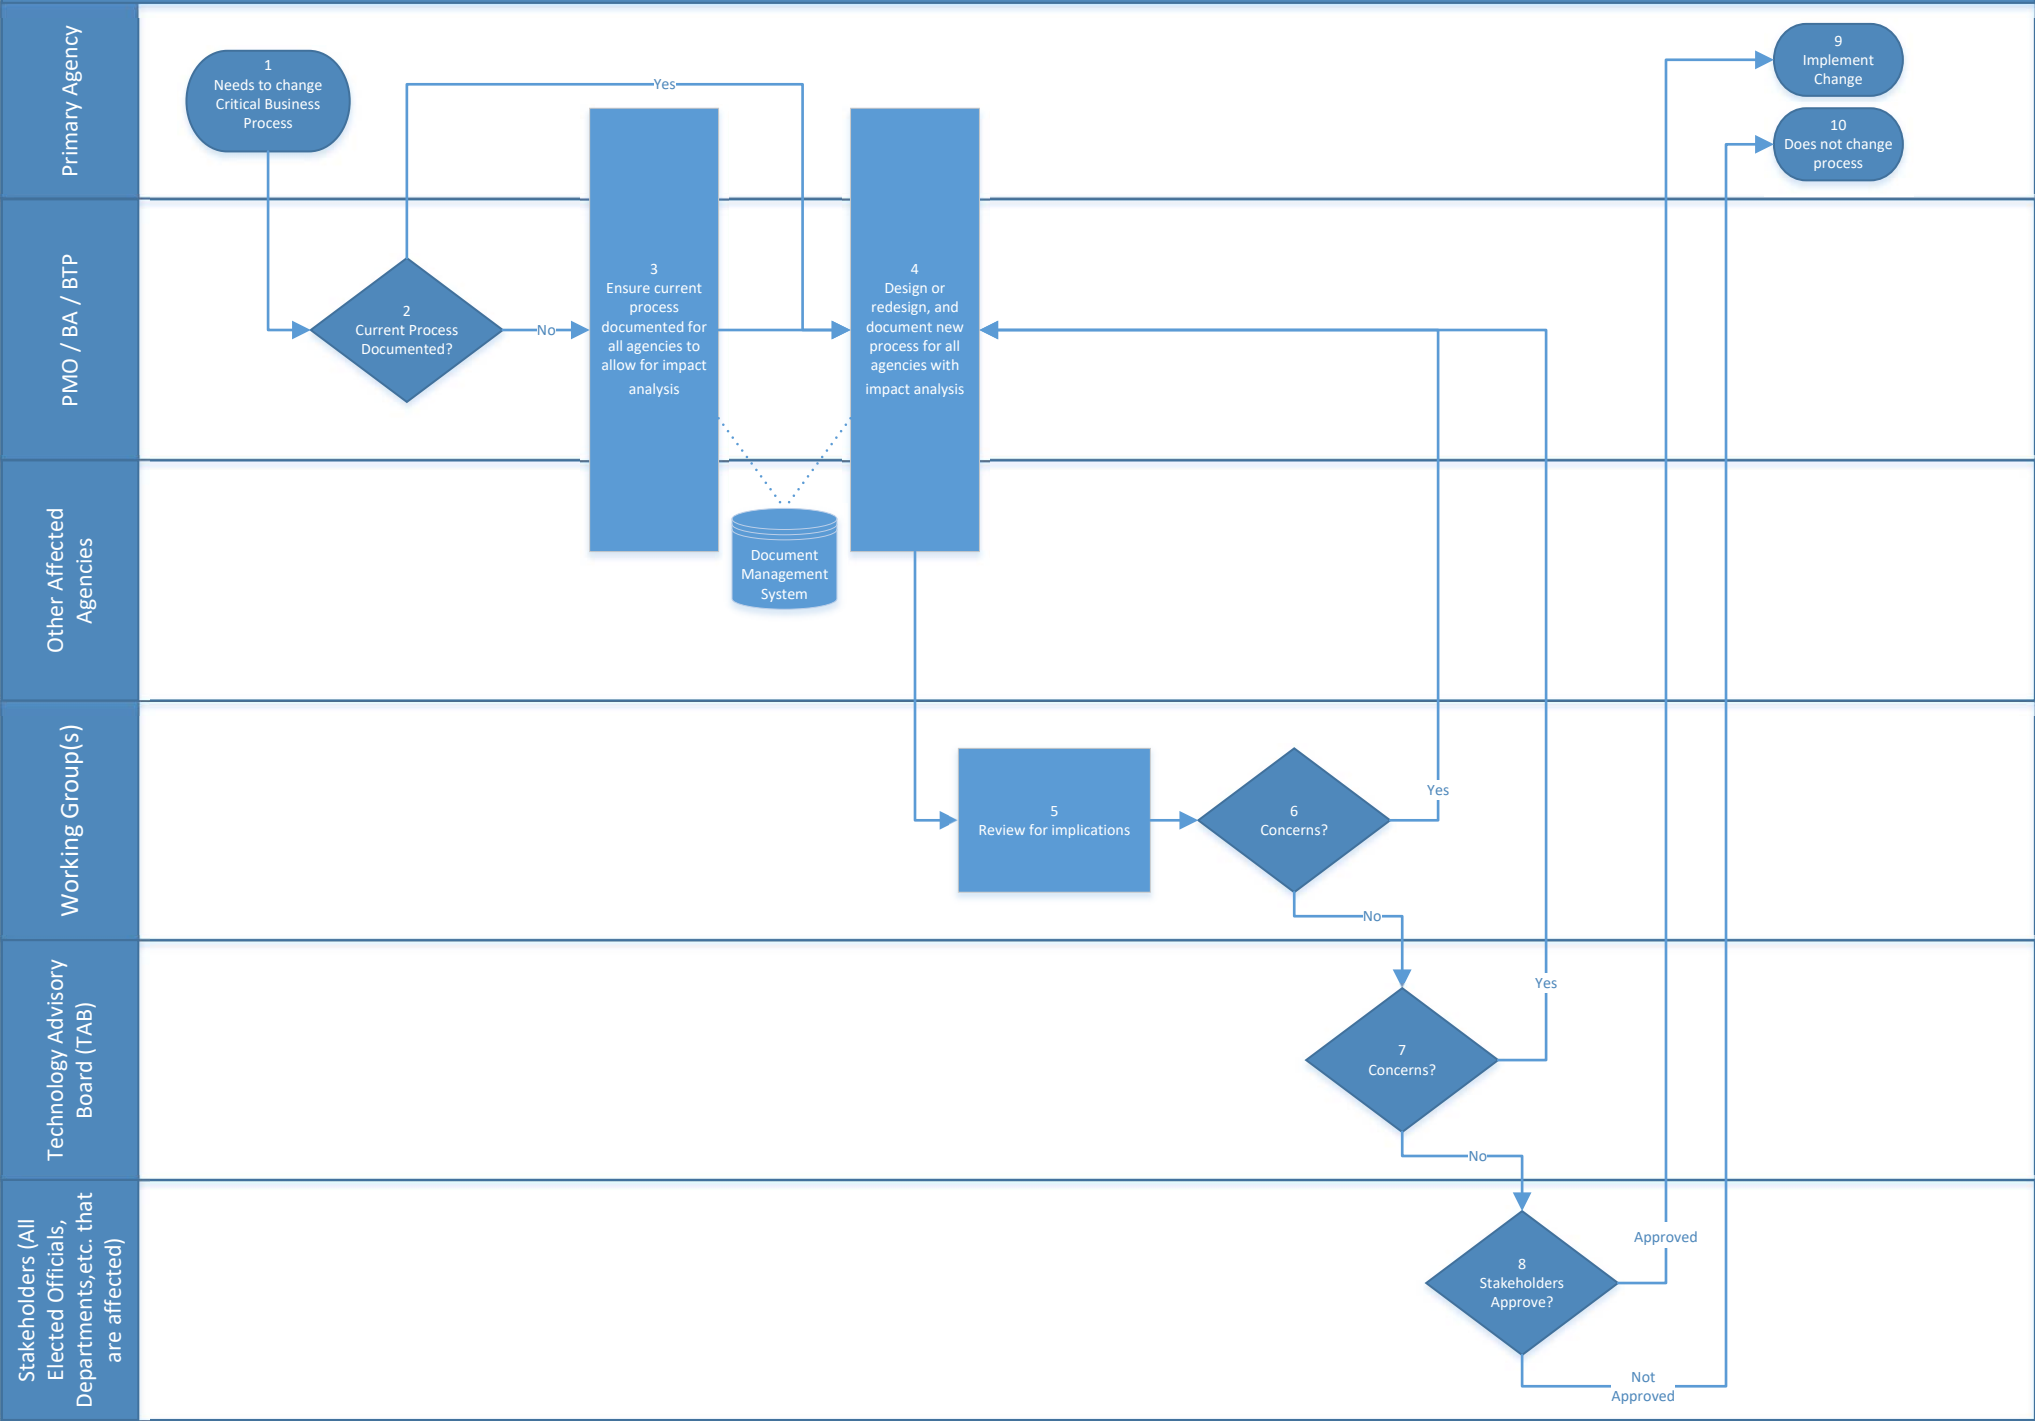 Primary Agency
1
Needs to change
Critical Business
Process
Yes
9
Implement
Change
10
Does not change
process
PMO / BA / BTP
2
Current Process
Documented?
No
3
Ensure current
process
documented for
all agencies to
allow for impact
analysis
4
Design or
redesign, and
document new
process for all
agencies with
impact analysis
Other Affected
Agencies
Document
Management
System
Working Group(s)
5
Review for implications
6
Concerns?
Yes
No
Technology Advisory
Board (TAB)
7
Concerns?
Yes
No
Stakeholders (All
Elected Officials,
Departments,etc. that
are affected)
8
Stakeholders
Approve?
Approved
Not
Approved